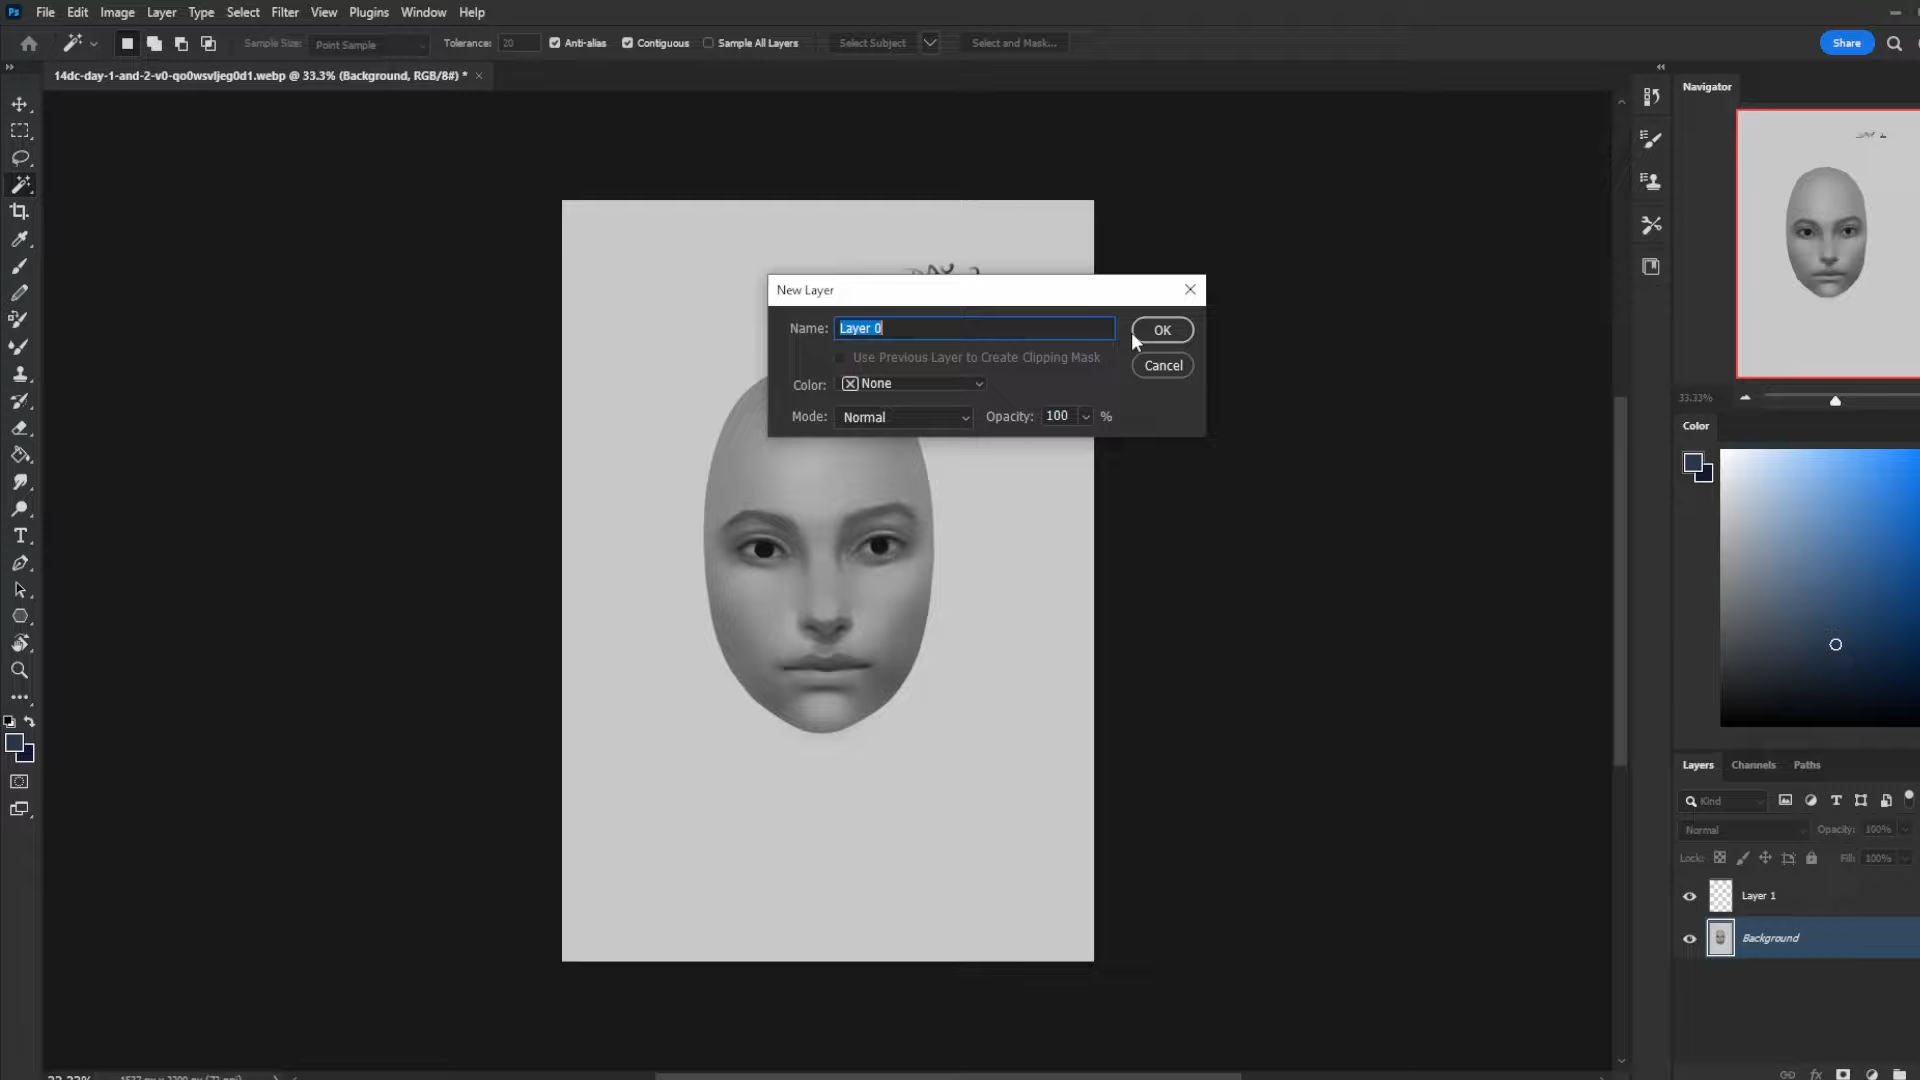 Ps File Edit Image Layer Type Select Filter View Plugins Window Help
Sample Size: Point Sample Tolerance: 20 Anti-alias Contiguous Sample All Layers Select Subject Select and Mask... Share
14dc-day-1-and-2-v0-qo0wsvljeg0d1.webp @ 33.3% (Background, RGB/8#) *
Navigator
New Layer
Name: Layer 0 OK
Use Previous Layer to Create Clipping Mask
Cancel
Color: None
Mode: Normal Opacity: 100 %
33.33%
Color
Layers Channels Paths
Kind
Normal Opacity: 100%
Lock: Fill: 100%
Layer 1
Background